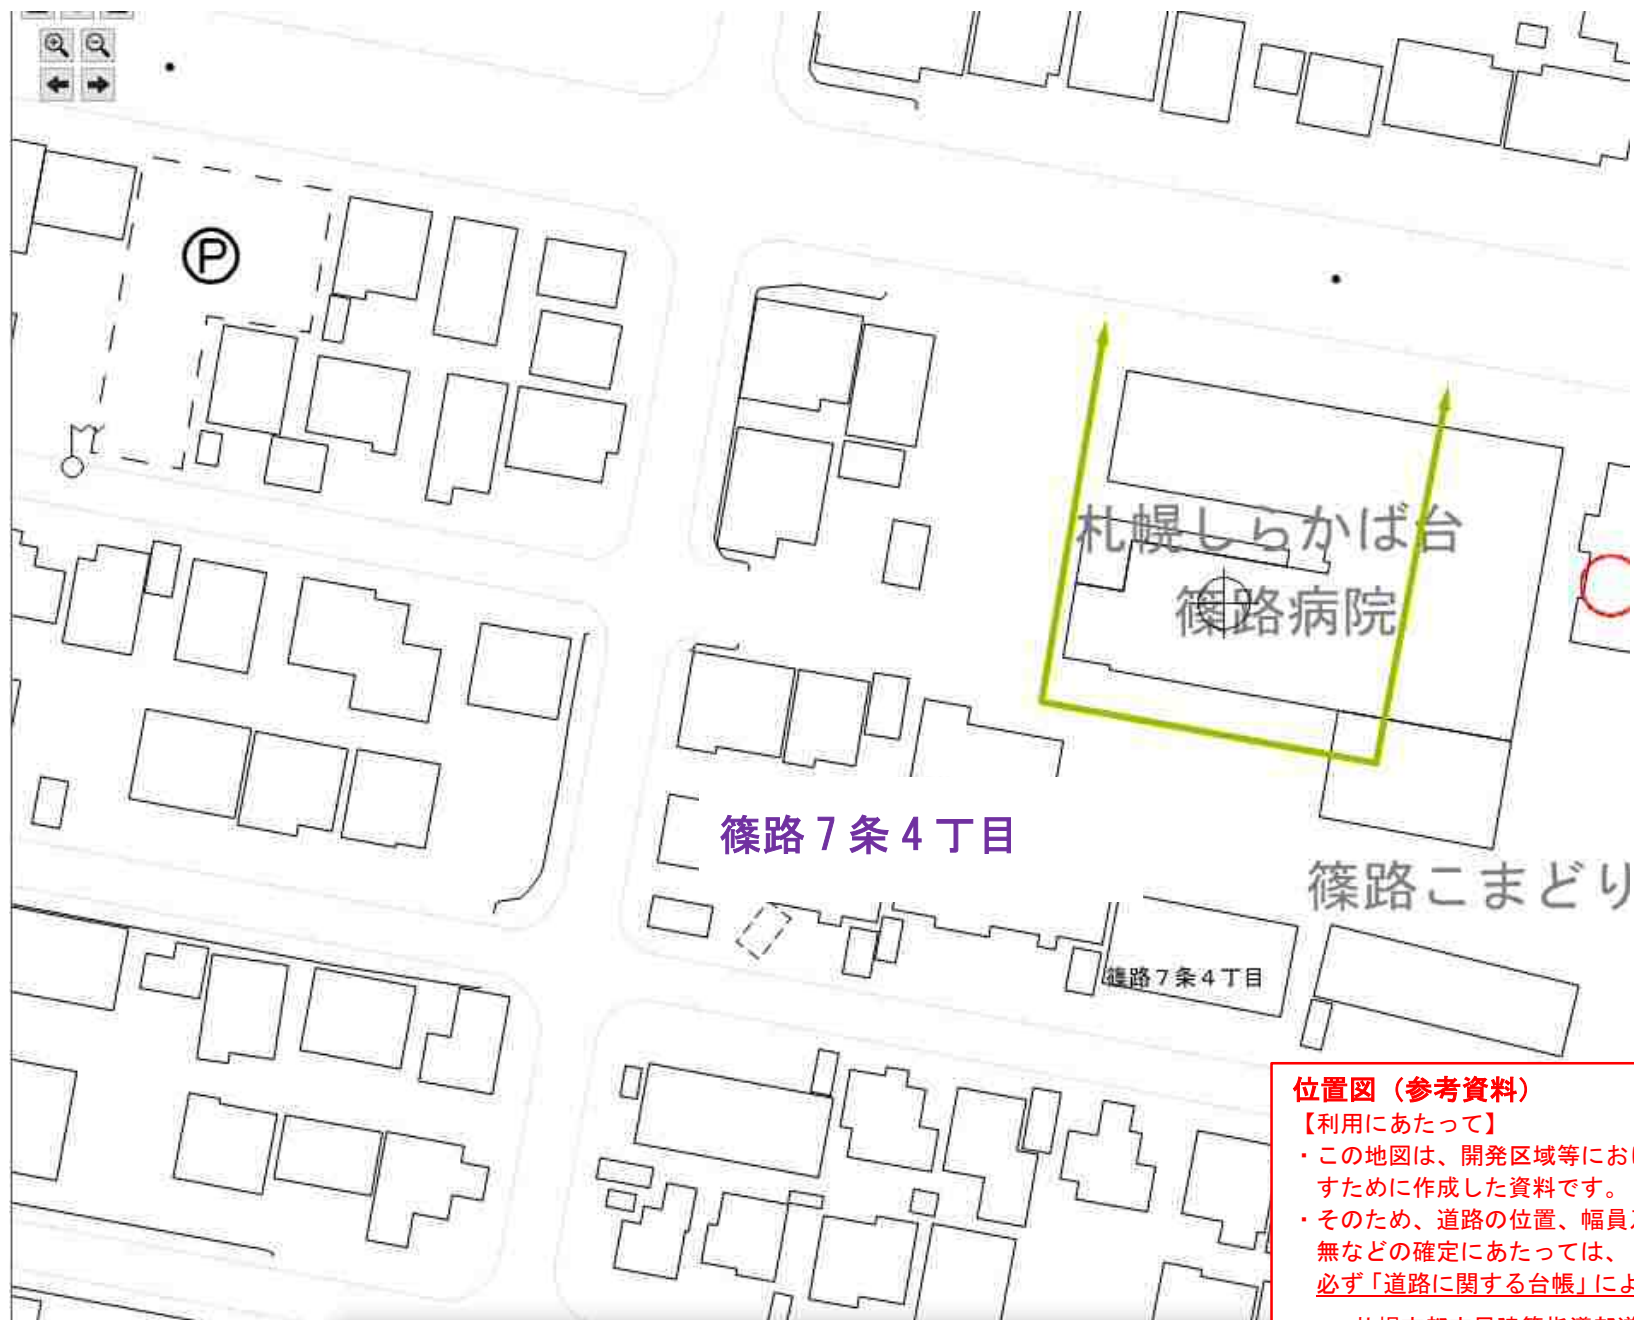 P
札幌しらかば台
篠路病院
篠路7条4丁目
篠路こまどり
篠路7条4丁目
位置図（参考資料）
【利用にあたって】
・この地図は、開発区域等にお
すために作成した資料です。
・そのため、道路の位置、幅員
無などの確定にあたっては、
必ず「道路に関する台帳」によ